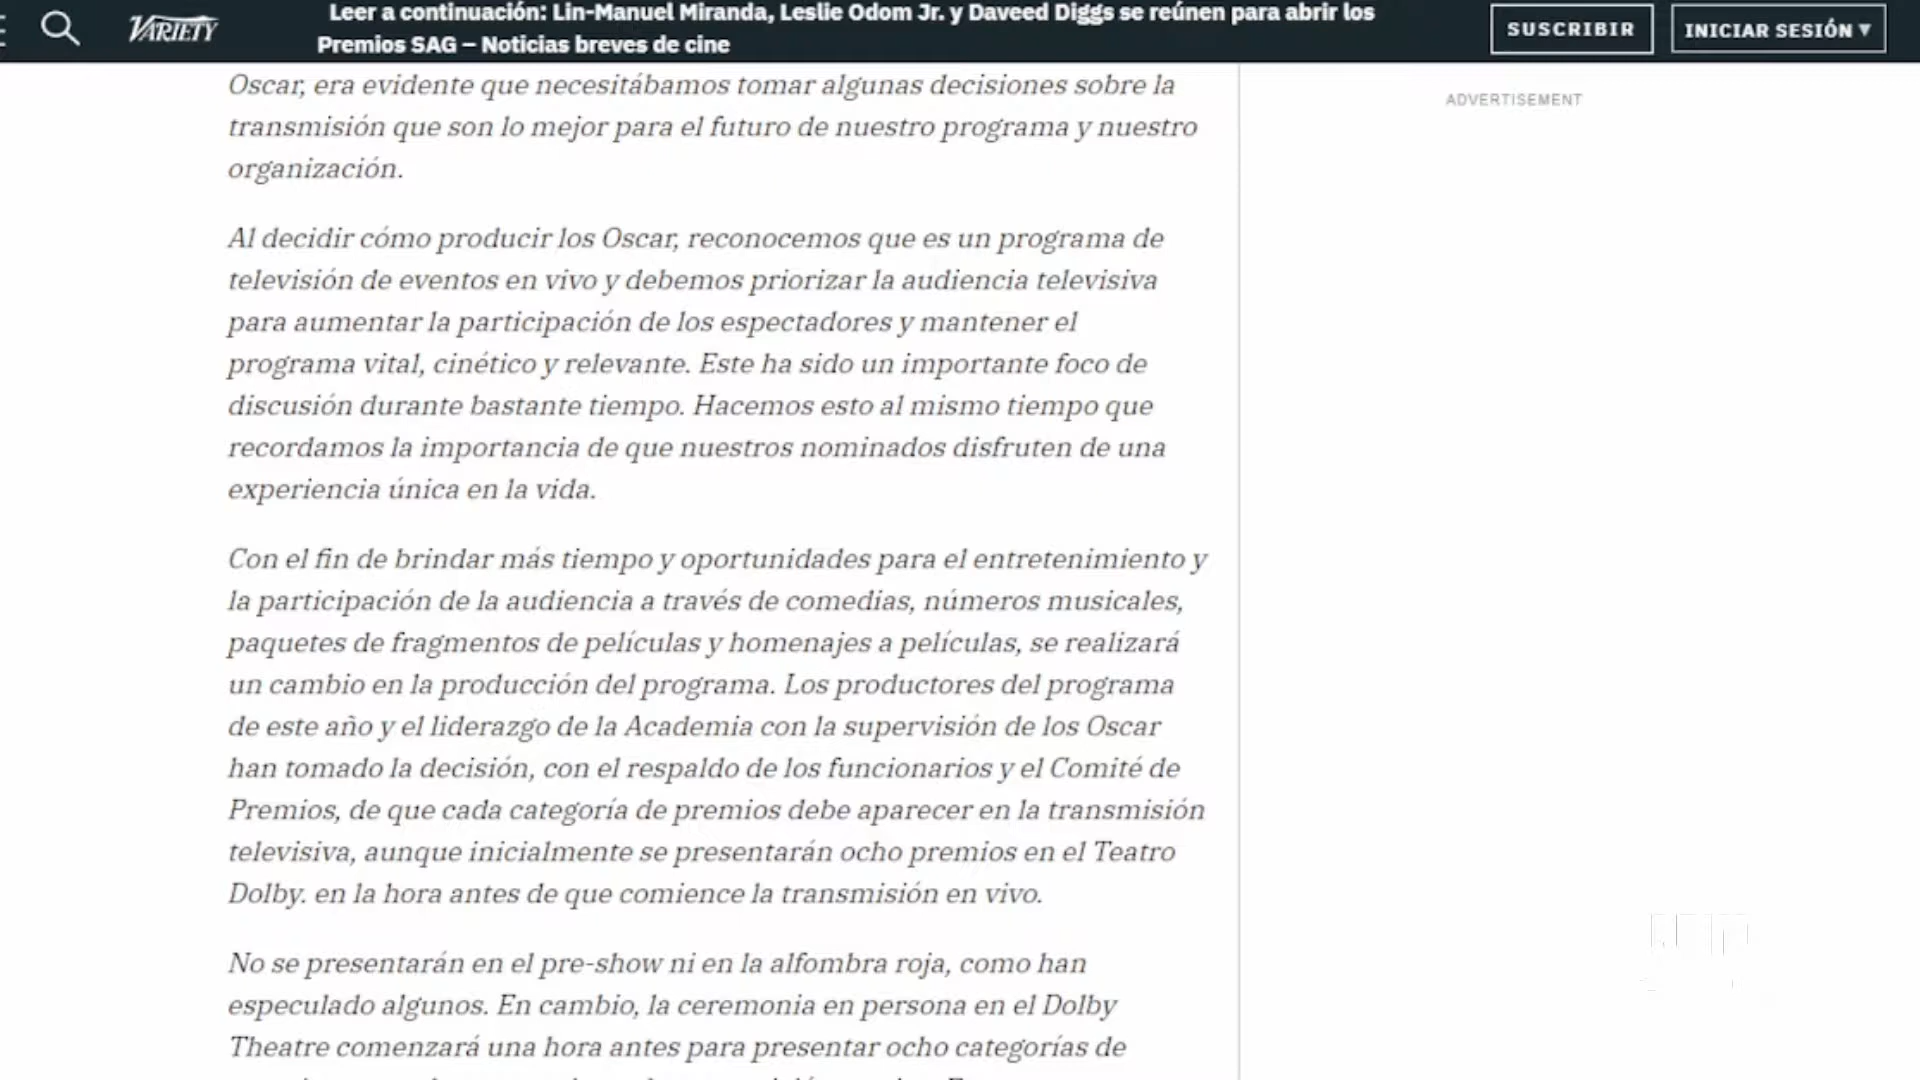 VARIETY
Leer a continuación: Lin-Manuel Miranda, Leslie Odom Jr. y Daveed Diggs se reúnen para abrir los
Premios SAG – Noticias breves de cine
SUSCRIBIR
INICIAR SESIÓN ▼
Oscar, era evidente que necesitábamos tomar algunas decisiones sobre la
transmisión que son lo mejor para el futuro de nuestro programa y nuestro
organización.
Al decidir cómo producir los Oscar, reconocemos que es un programa de
televisión de eventos en vivo y debemos priorizar la audiencia televisiva
para aumentar la participación de los espectadores y mantener el
programa vital, cinético y relevante. Este ha sido un importante foco de
discusión durante bastante tiempo. Hacemos esto al mismo tiempo que
recordamos la importancia de que nuestros nominados disfruten de una
experiencia única en la vida.
Con el fin de brindar más tiempo y oportunidades para el entretenimiento y
la participación de la audiencia a través de comedias, números musicales,
paquetes de fragmentos de películas y homenajes a películas, se realizará
un cambio en la producción del programa. Los productores del programa
de este año y el liderazgo de la Academia con la supervisión de los Oscar
han tomado la decisión, con el respaldo de los funcionarios y el Comité de
Premios, de que cada categoría de premios debe aparecer en la transmisión
televisiva, aunque inicialmente se presentarán ocho premios en el Teatro
Dolby. en la hora antes de que comience la transmisión en vivo.
No se presentarán en el pre-show ni en la alfombra roja, como han
especulado algunos. En cambio, la ceremonia en persona en el Dolby
Theatre comenzará una hora antes para presentar ocho categorías de
ADVERTISEMENT